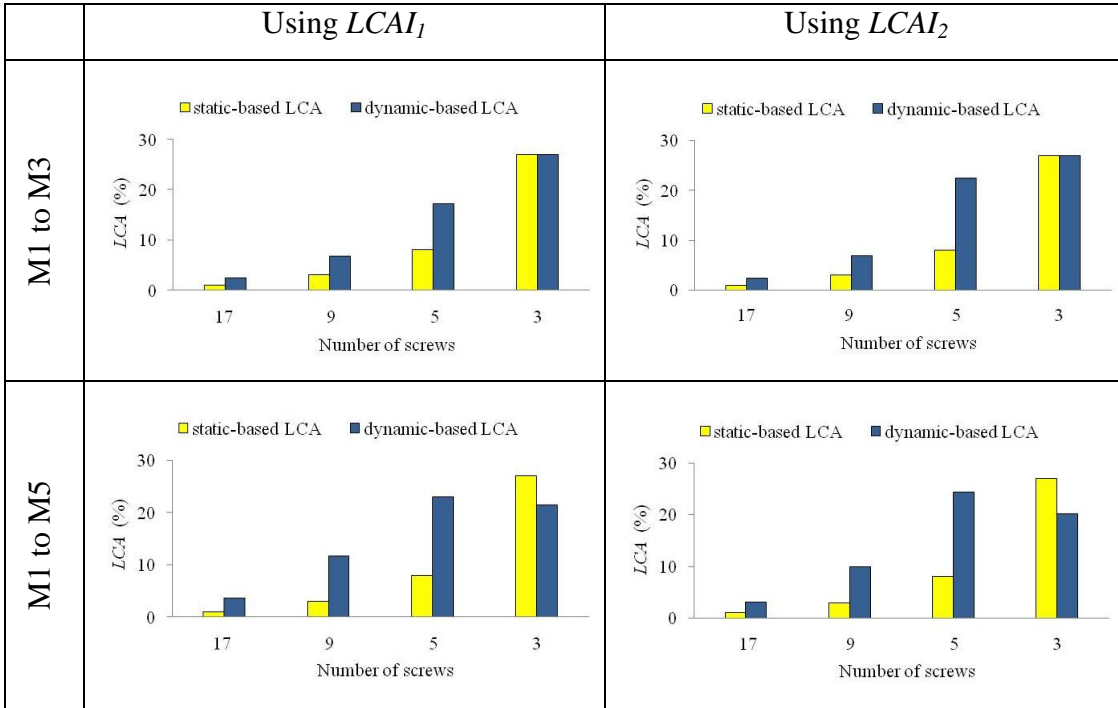 Using LCAI1
Using LCAI2
M1 to M3
static-based LCA dynamic-based LCA
30
20
10
0
LCA (%)
17 9 5 3
Number of screws
static-based LCA dynamic-based LCA
30
20
10
0
LCA (%)
17 9 5 3
Number of screws
M1 to M5
static-based LCA dynamic-based LCA
30
20
10
0
LCA (%)
17 9 5 3
Number of screws
static-based LCA dynamic-based LCA
30
20
10
0
LCA (%)
17 9 5 3
Number of screws